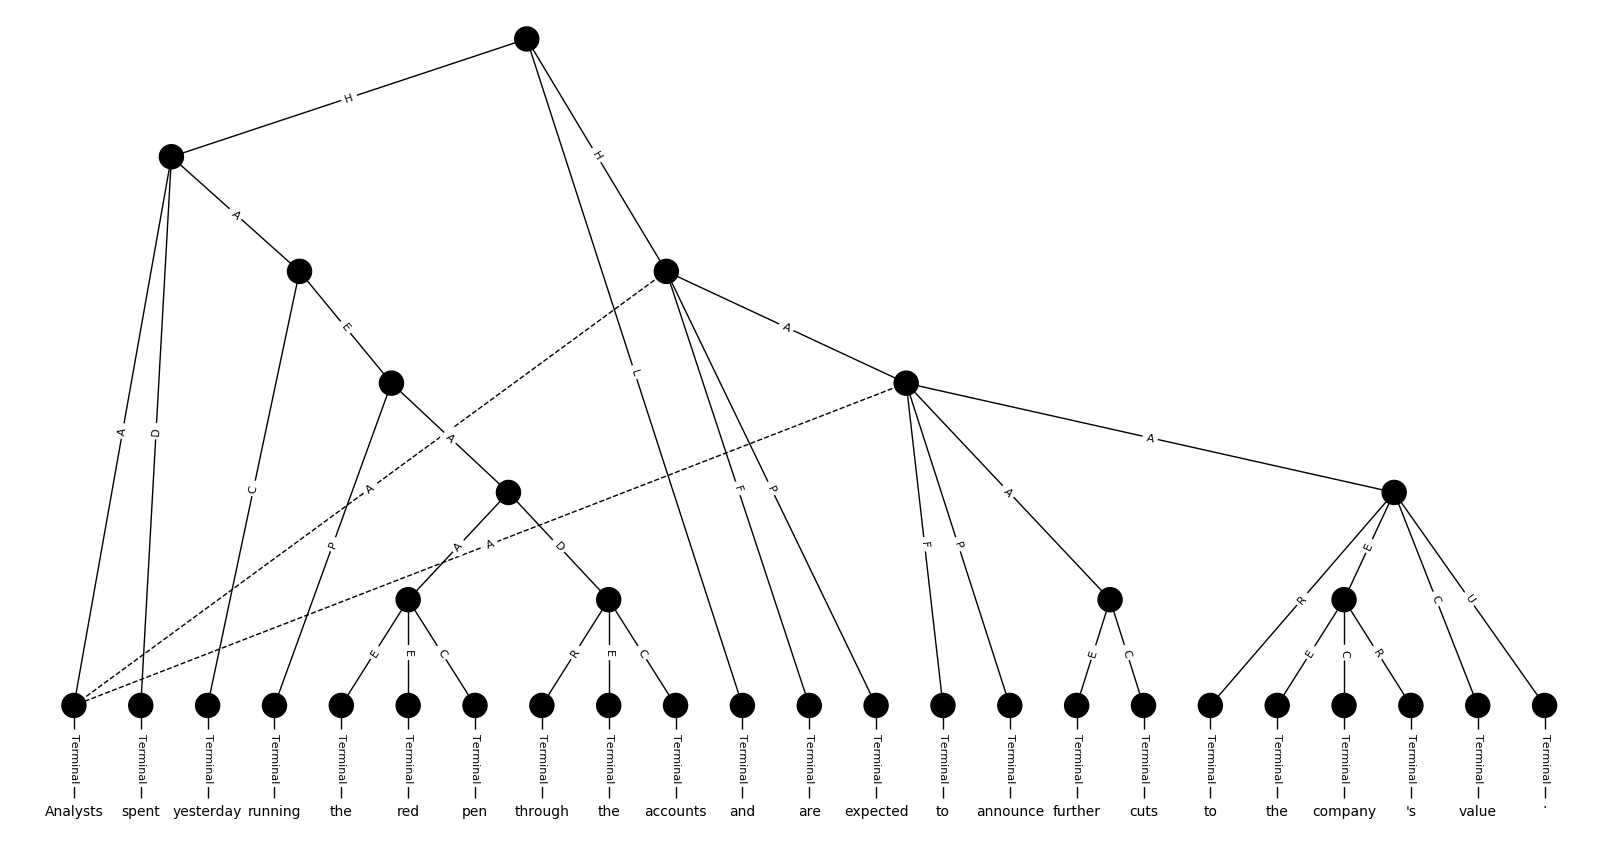 H
H
A
E
A
L
A
A
D
A
A
C
A
F
P
P
A
A
D
F
P
A
E
R
C
U
E
E
C
R
E
C
E
C
E
C
R
Terminal Terminal Terminal Terminal Terminal Terminal Terminal Terminal Terminal Terminal Terminal Terminal Terminal Terminal Terminal Terminal Terminal Terminal Terminal Terminal Terminal Terminal Terminal
Analysts spent yesterday running the red pen through the accounts and are expected to announce further cuts to the company 's value .